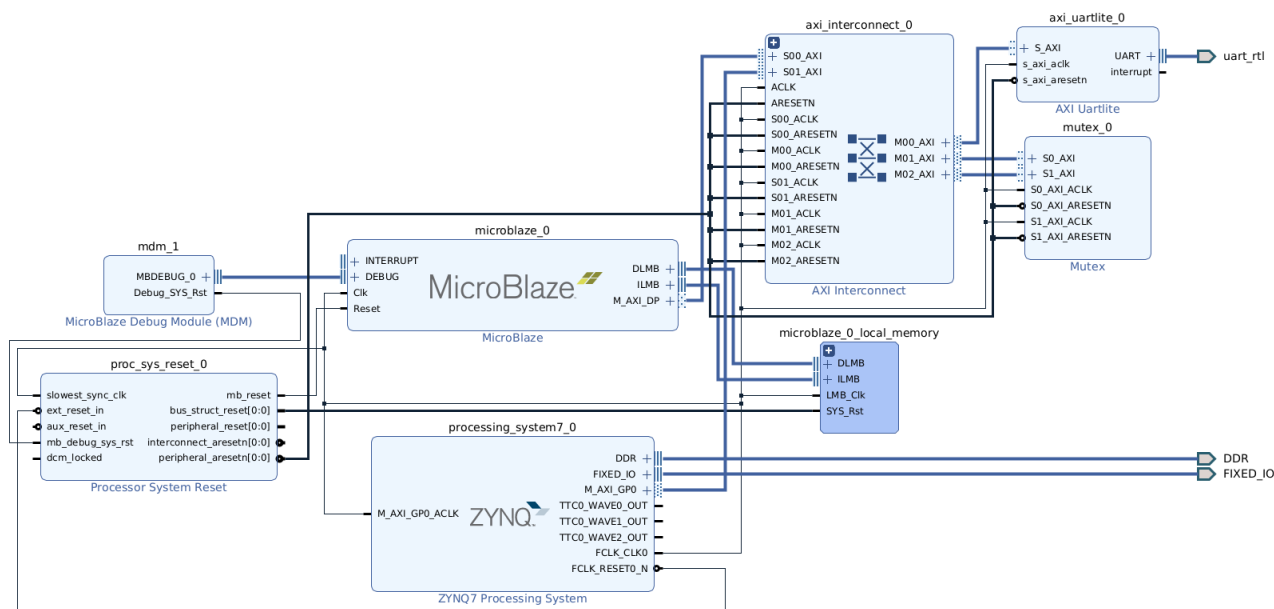 axi_interconnect_0
S00_AXI
S01_AXI
ACLK
ARESETN
S00_ACLK
S00_ARESETN
M00_ACLK
M00_ARESETN
S01_ACLK
S01_ARESETN
M01_ACLK
M01_ARESETN
M02_ACLK
M02_ARESETN
M00_AXI
M01_AXI
M02_AXI
AXI Interconnect
axi_uartlite_0
S_AXI
s_axi_aclk
s_axi_aresetn
UART
interrupt
AXI Uartlite
uart_rtl
mutex_0
S0_AXI
S1_AXI
S0_AXI_ACLK
S0_AXI_ARESETN
S1_AXI_ACLK
S1_AXI_ARESETN
Mutex
mdm_1
MBDEBUG_0
Debug_SYS_Rst
MicroBlaze Debug Module (MDM)
microblaze_0
INTERRUPT
DEBUG
Clk
Reset
MicroBlaze
DLMB
ILMB
M_AXI_DP
MicroBlaze
microblaze_0_local_memory
DLMB
ILMB
LMB_Clk
SYS_Rst
proc_sys_reset_0
slowest_sync_clk
ext_reset_in
aux_reset_in
mb_debug_sys_rst
dcm_locked
mb_reset
bus_struct_reset[0:0]
peripheral_reset[0:0]
interconnect_aresetn[0:0]
peripheral_aresetn[0:0]
Processor System Reset
processing_system7_0
M_AXI_GP0_ACLK
ZYNQ
DDR
FIXED_IO
M_AXI_GP0
TTC0_WAVE0_OUT
TTC0_WAVE1_OUT
TTC0_WAVE2_OUT
FCLK_CLK0
FCLK_RESET0_N
ZYNQ7 Processing System
DDR
FIXED_IO